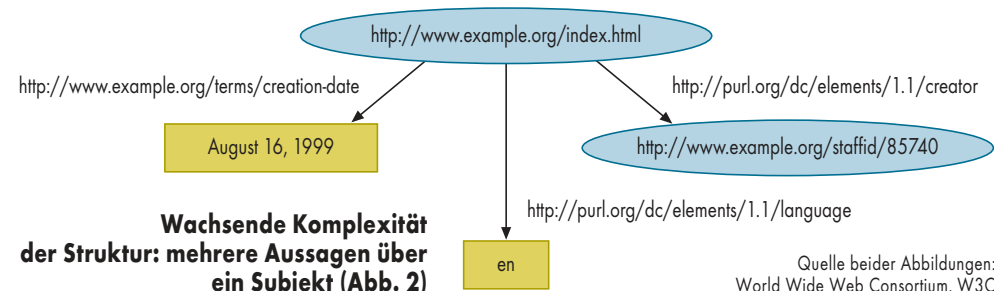 http://www.example.org/index.html
http://www.example.org/terms/creation-date
http://purl.org/dc/elements/1.1/creator
August 16, 1999
http://www.example.org/staffid/85740
http://purl.org/dc/elements/1.1/language
en
Wachsende Komplexität
der Struktur: mehrere Aussagen über
ein Subjekt (Abb. 2)
Quelle beider Abbildungen:
World Wide Web Consortium, W3C